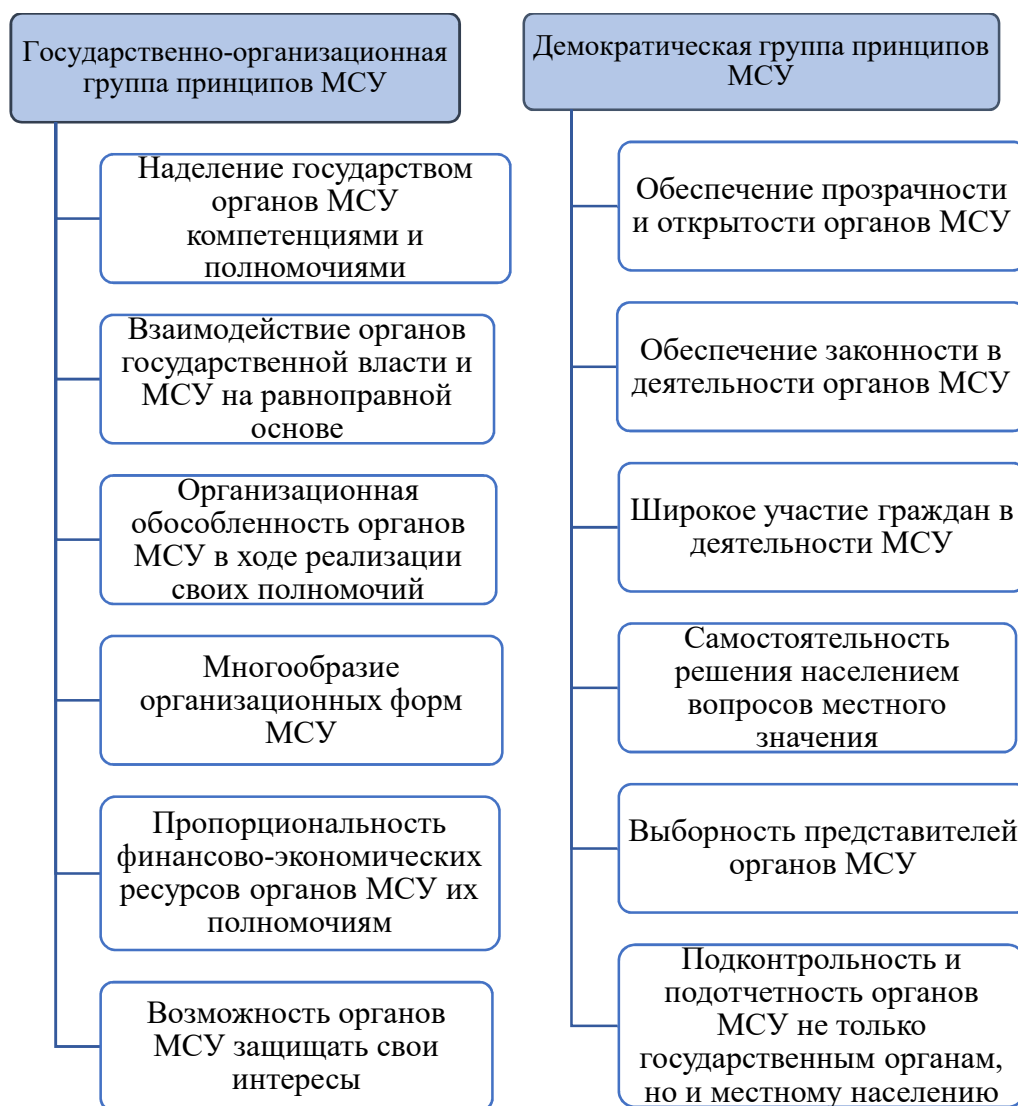 Государственно-организационная
группа принципов МСУ
Наделение государством
органов МСУ
компетенциями и
полномочиями
Взаимодействие органов
государственной власти и
МСУ на равноправной
основе
Организационная
обособленность органов
МСУ в ходе реализации
своих полномочий
Многообразие
организационных форм
МСУ
Пропорциональность
финансово-экономических
ресурсов органов МСУ их
полномочиям
Возможность органов
МСУ защищать свои
интересы
Демократическая группа принципов
МСУ
Обеспечение прозрачности
и открытости органов МСУ
Обеспечение законности в
деятельности органов МСУ
Широкое участие граждан в
деятельности МСУ
Самостоятельность
решения населением
вопросов местного
значения
Выборность представителей
органов МСУ
Подконтрольность и
подотчетность органов
МСУ не только
государственным органам,
но и местному населению